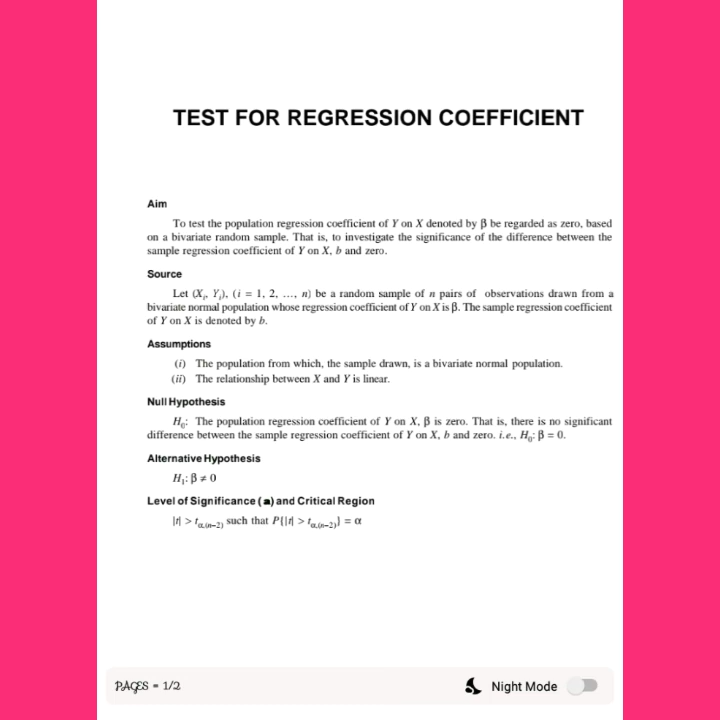 TEST FOR REGRESSION COEFFICIENT
Aim
To test the population regression coefficient of Y on X denoted by β be regarded as zero, based
on a bivariate random sample. That is, to investigate the significance of the difference between the
sample regression coefficient of Y on X, b and zero.
Source
Let (Xᵢ, Yᵢ), (i = 1, 2, ..., n) be a random sample of n pairs of observations drawn from a
bivariate normal population whose regression coefficient of Y on X is β. The sample regression coefficient
of Y on X is denoted by b.
Assumptions
(i) The population from which, the sample drawn, is a bivariate normal population.
(ii) The relationship between X and Y is linear.
Null Hypothesis
H₀: The population regression coefficient of Y on X, β is zero. That is, there is no significant
difference between the sample regression coefficient of Y on X, b and zero. i.e., H₀: β = 0.
Alternative Hypothesis
H₁: β ≠ 0
Level of Significance (a) and Critical Region
|t| > t_{α,(n–2)} such that P{|t| > t_{α,(n–2)}} = α
PAGES = 1/2
Night Mode